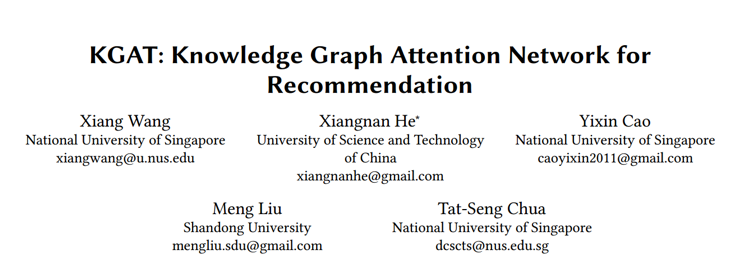 KGAT: Knowledge Graph Attention Network for
Recommendation
Xiang Wang
National University of Singapore
xiangwang@u.nus.edu
Xiangnan He*
University of Science and Technology
of China
xiangnanhe@gmail.com
Yixin Cao
National University of Singapore
caoyixin2011@gmail.com
Meng Liu
Shandong University
mengliu.sdu@gmail.com
Tat-Seng Chua
National University of Singapore
dcscts@nus.edu.sg